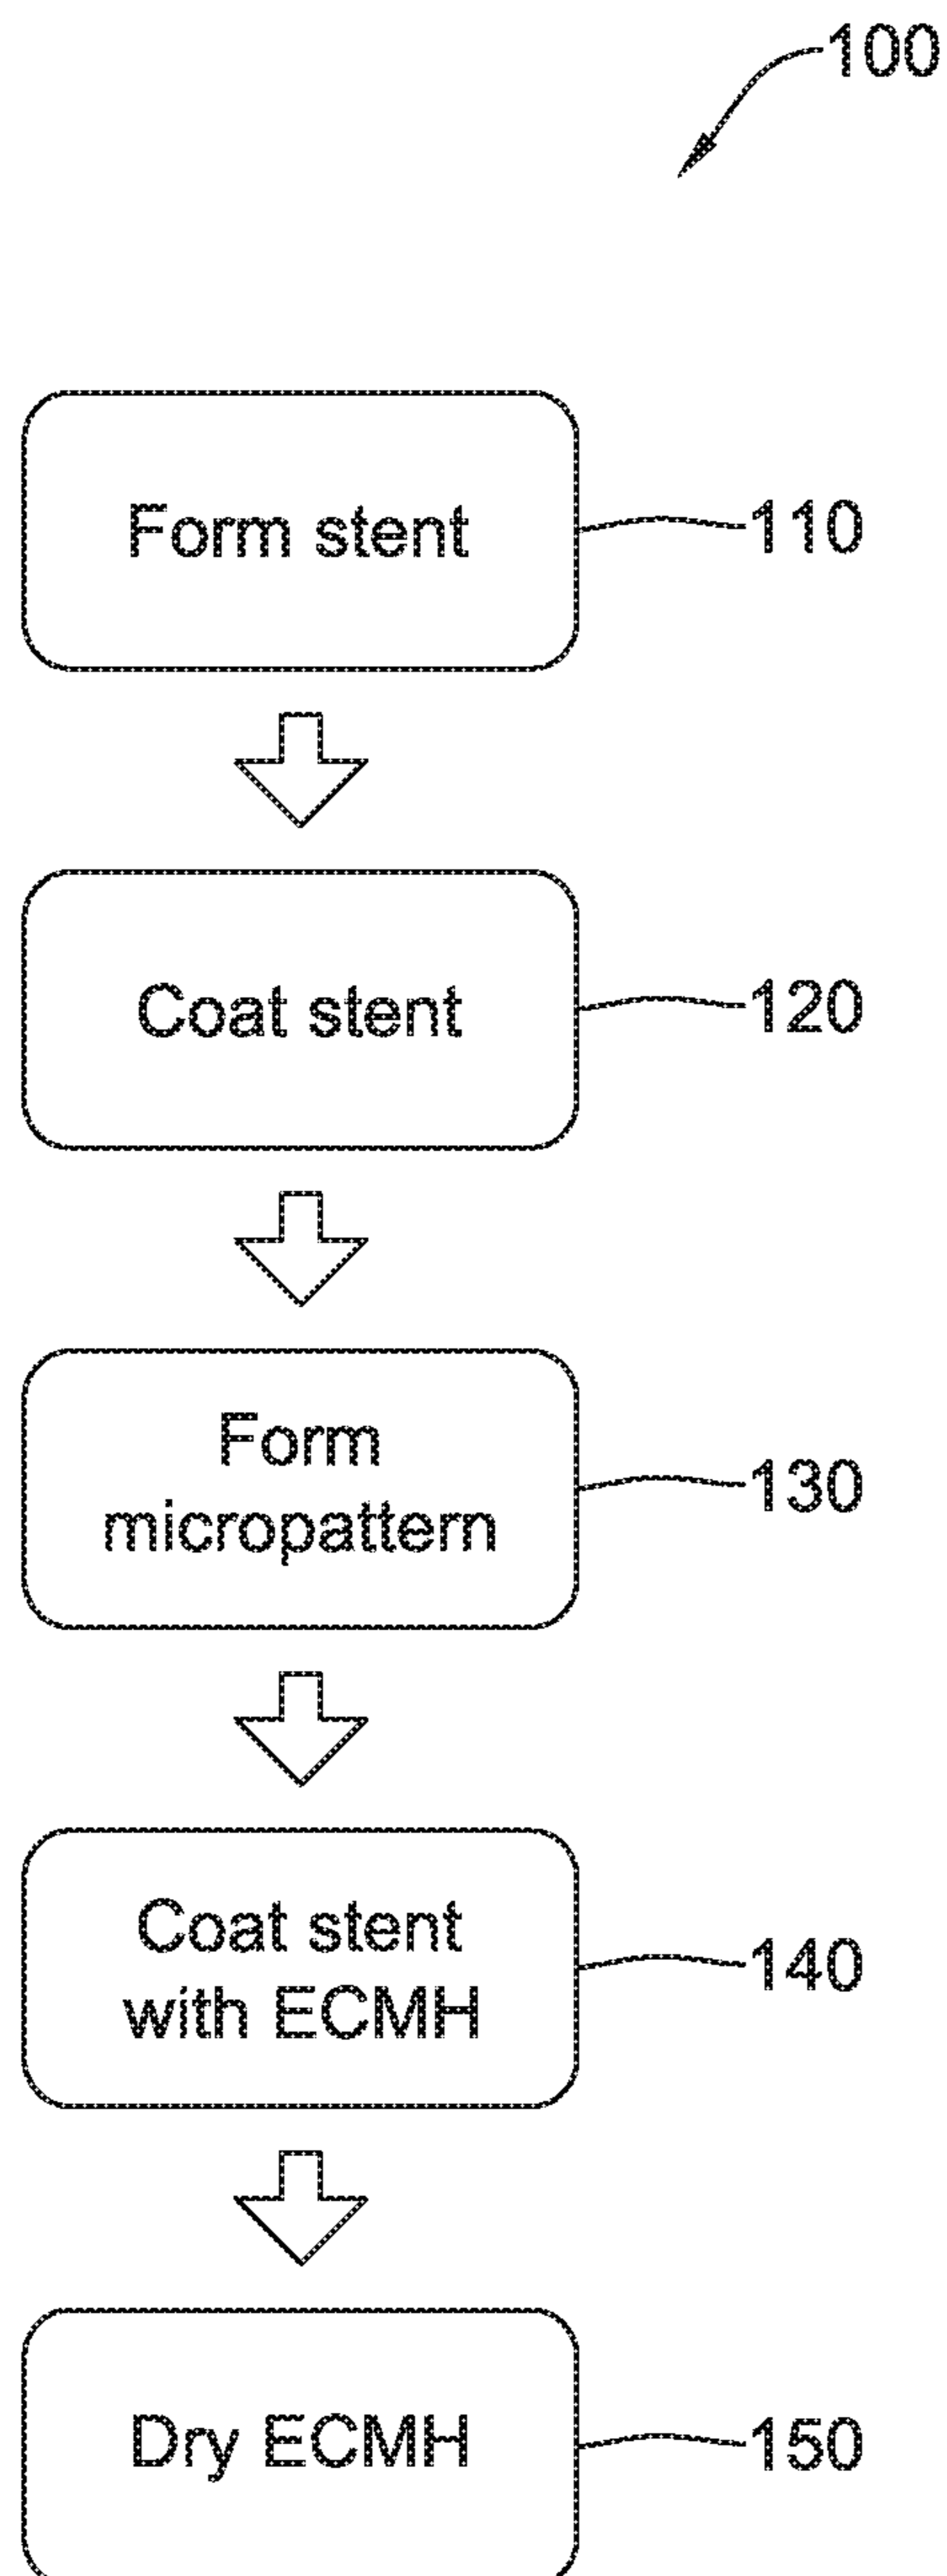 100
Form stent
110
Coat stent
120
Form
micropattern
130
Coat stent
with ECMH
140
Dry ECMH
150